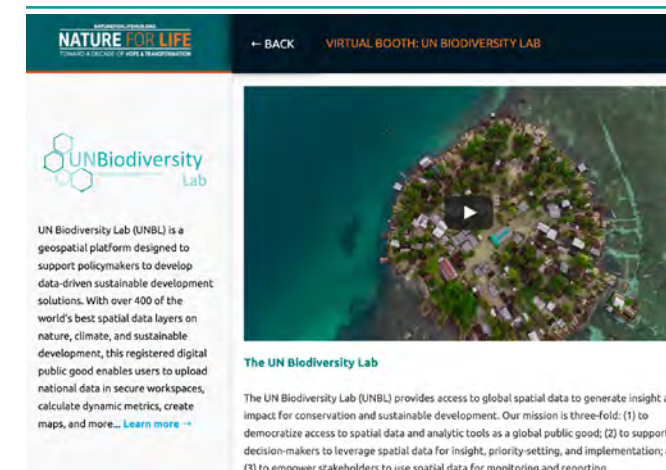 NATUREFORLIFEHUB.ORG
NATURE FOR LIFE
TOWARD A DECADE OF HOPE & TRANSFORMATION
← BACK
VIRTUAL BOOTH: UN BIODIVERSITY LAB
UNBiodiversity
Lab
UN Biodiversity Lab (UNBL) is a
geospatial platform designed to
support policymakers to develop
data-driven sustainable development
solutions. With over 400 of the
world's best spatial data layers on
nature, climate, and sustainable
development, this registered digital
public good enables users to upload
national data in secure workspaces,
calculate dynamic metrics, create
maps, and more... Learn more →
The UN Biodiversity Lab
The UN Biodiversity Lab (UNBL) provides access to global spatial data to generate insight a
impact for conservation and sustainable development. Our mission is three-fold: (1) to
democratize access to spatial data and analytic tools as a global public good; (2) to support
decision-makers to leverage spatial data for insight, priority-setting, and implementation;
(3) to empower stakeholders to use spatial data for monitoring and reporting.